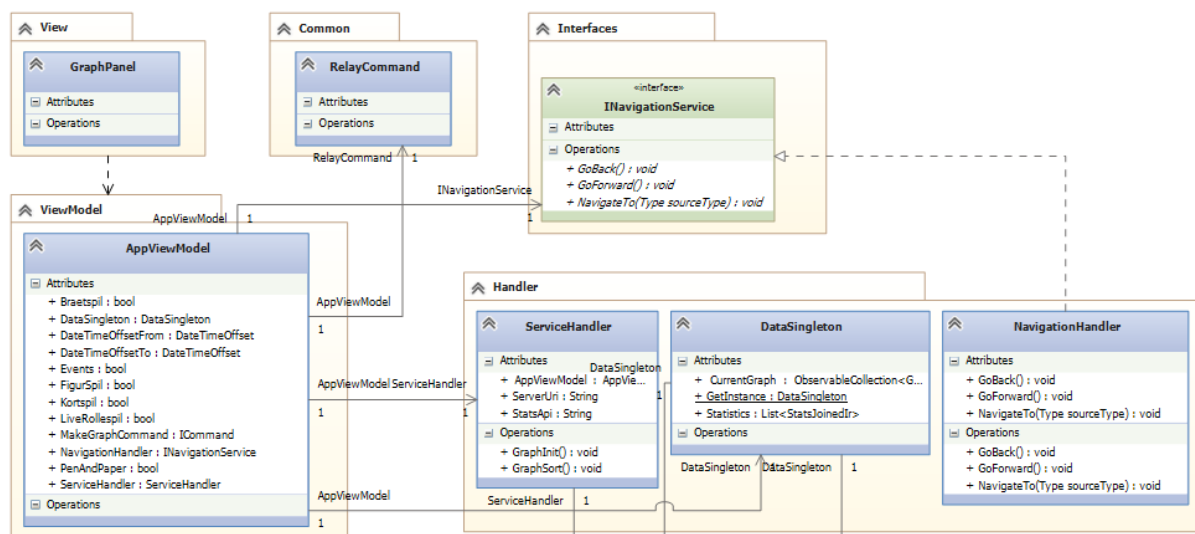 View
GraphPanel
Attributes
Operations
Common
RelayCommand
Attributes
Operations
RelayCommand
1
Interfaces
«interface»
INavigationService
Attributes
Operations
+ GoBack() : void
+ GoForward() : void
+ NavigateTo(Type sourceType) : void
INavigationService
1
AppViewModel
1
ViewModel
AppViewModel
Attributes
+ Braetspil : bool
+ DataSingleton : DataSingleton
+ DateTimeOffsetFrom : DateTimeOffset
+ DateTimeOffsetTo : DateTimeOffset
+ Events : bool
+ FigurSpil : bool
+ Kortspil : bool
+ LiveRollespil : bool
+ MakeGraphCommand : ICommand
+ NavigationHandler : INavigationService
+ PenAndPaper : bool
+ ServiceHandler : ServiceHandler
Operations
AppViewModel
1
AppViewModel
1
ServiceHandler
1
AppViewModel
1
Handler
ServiceHandler
Attributes
+ AppViewModel : AppVie...
+ ServerUri : String
+ StatsApi : String
Operations
+ GraphInit() : void
+ GraphSort() : void
ServiceHandler
1
DataSingleton
1
DataSingleton
Attributes
+ CurrentGraph : ObservableCollection<G...
+ GetInstance : DataSingleton
+ Statistics : List<StatsJoinedIr>
Operations
DataSingleton
1
DataSingleton
1
NavigationHandler
Attributes
+ GoBack() : void
+ GoForward() : void
+ NavigateTo(Type sourceType) : void
Operations
+ GoBack() : void
+ GoForward() : void
+ NavigateTo(Type sourceType) : void